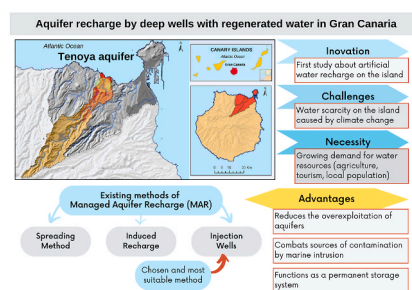 Aquifer recharge by deep wells with regenerated water in Gran Canaria
Atlantic Ocean
Tenoya aquifer
CANARY ISLANDS
Atlantic Ocean
GRAN CANARIA
Inovation
First study about artificial
water recharge on the island
Challenges
Water scarcity on the island
caused by climate change
Necessity
Growing demand for water
resources (agriculture,
tourism, local population)
Existing methods of
Managed Aquifer Recharge (MAR)
Spreading
Method
Induced
Recharge
Injection
Wells
Chosen and most
suitable method
Advantages
Reduces the overexploitation of
aquifers
Combats sources of contamination
by marine intrusion
Functions as a permanent storage
system